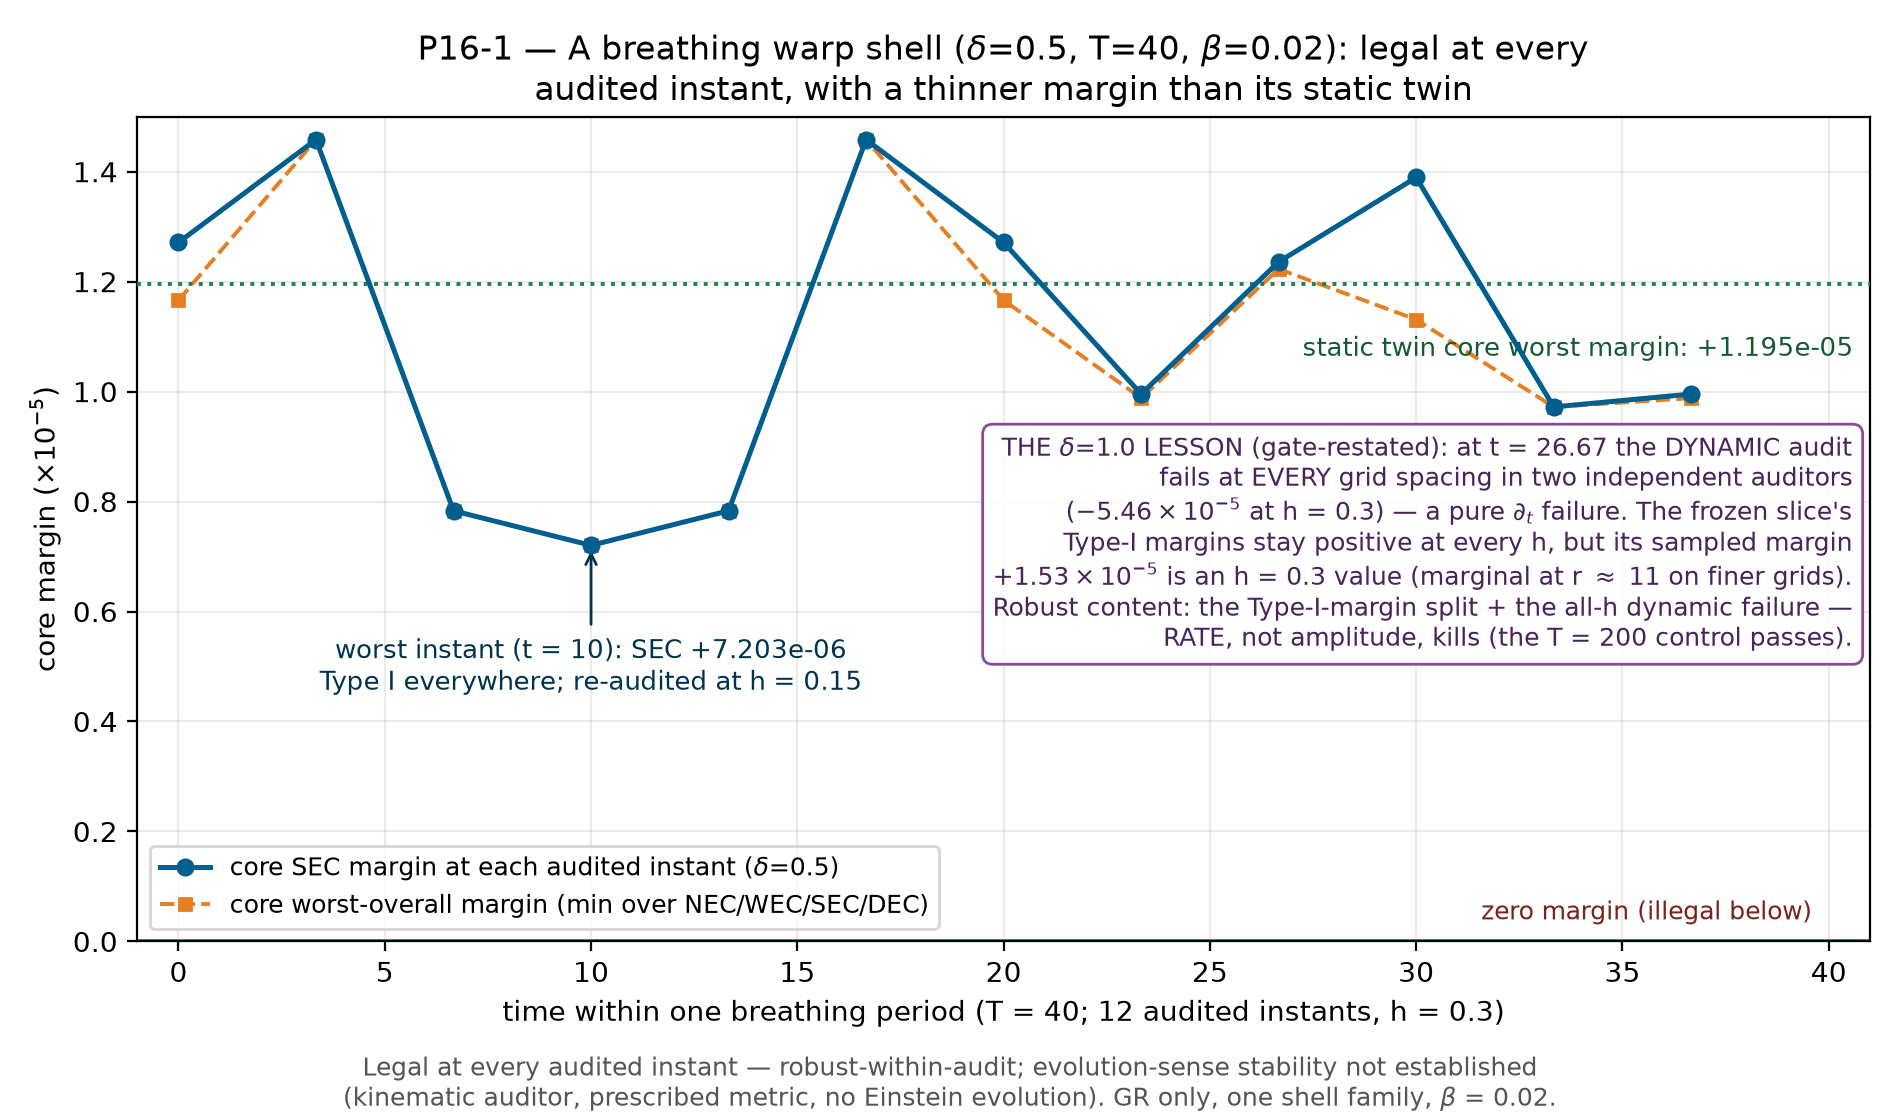 P16-1 — A breathing warp shell (δ=0.5, T=40, β=0.02): legal at every
audited instant, with a thinner margin than its static twin
core margin (×10⁻⁵)
1.4
1.2
1.0
0.8
0.6
0.4
0.2
0.0
static twin core worst margin: +1.195e-05
THE δ=1.0 LESSON (gate-restated): at t = 26.67 the DYNAMIC audit
fails at EVERY grid spacing in two independent auditors
(−5.46 × 10⁻⁵ at h = 0.3) — a pure ∂ₜ failure. The frozen slice's
Type-I margins stay positive at every h, but its sampled margin
+1.53 × 10⁻⁵ is an h = 0.3 value (marginal at r ≈ 11 on finer grids).
Robust content: the Type-I-margin split + the all-h dynamic failure —
RATE, not amplitude, kills (the T = 200 control passes).
worst instant (t = 10): SEC +7.203e-06
Type I everywhere; re-audited at h = 0.15
core SEC margin at each audited instant (δ=0.5)
core worst-overall margin (min over NEC/WEC/SEC/DEC)
zero margin (illegal below)
0 5 10 15 20 25 30 35 40
time within one breathing period (T = 40; 12 audited instants, h = 0.3)
Legal at every audited instant — robust-within-audit; evolution-sense stability not established
(kinematic auditor, prescribed metric, no Einstein evolution). GR only, one shell family, β = 0.02.